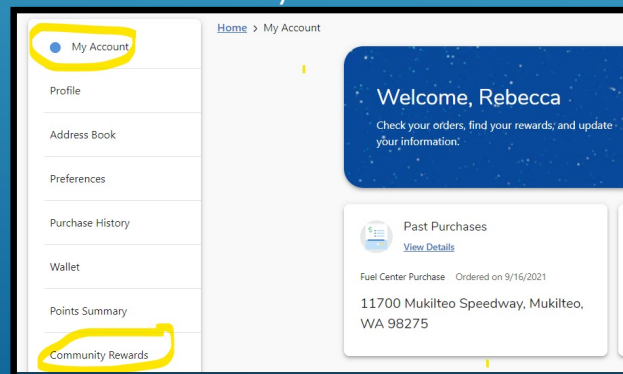 Home > My Account
My Account
Profile
Address Book
Preferences
Purchase History
Wallet
Points Summary
Community Rewards
Welcome, Rebecca
Check your orders, find your rewards, and update
your information.
Past Purchases
View Details
Fuel Center Purchase Ordered on 9/16/2021
11700 Mukilteo Speedway, Mukilteo,
WA 98275